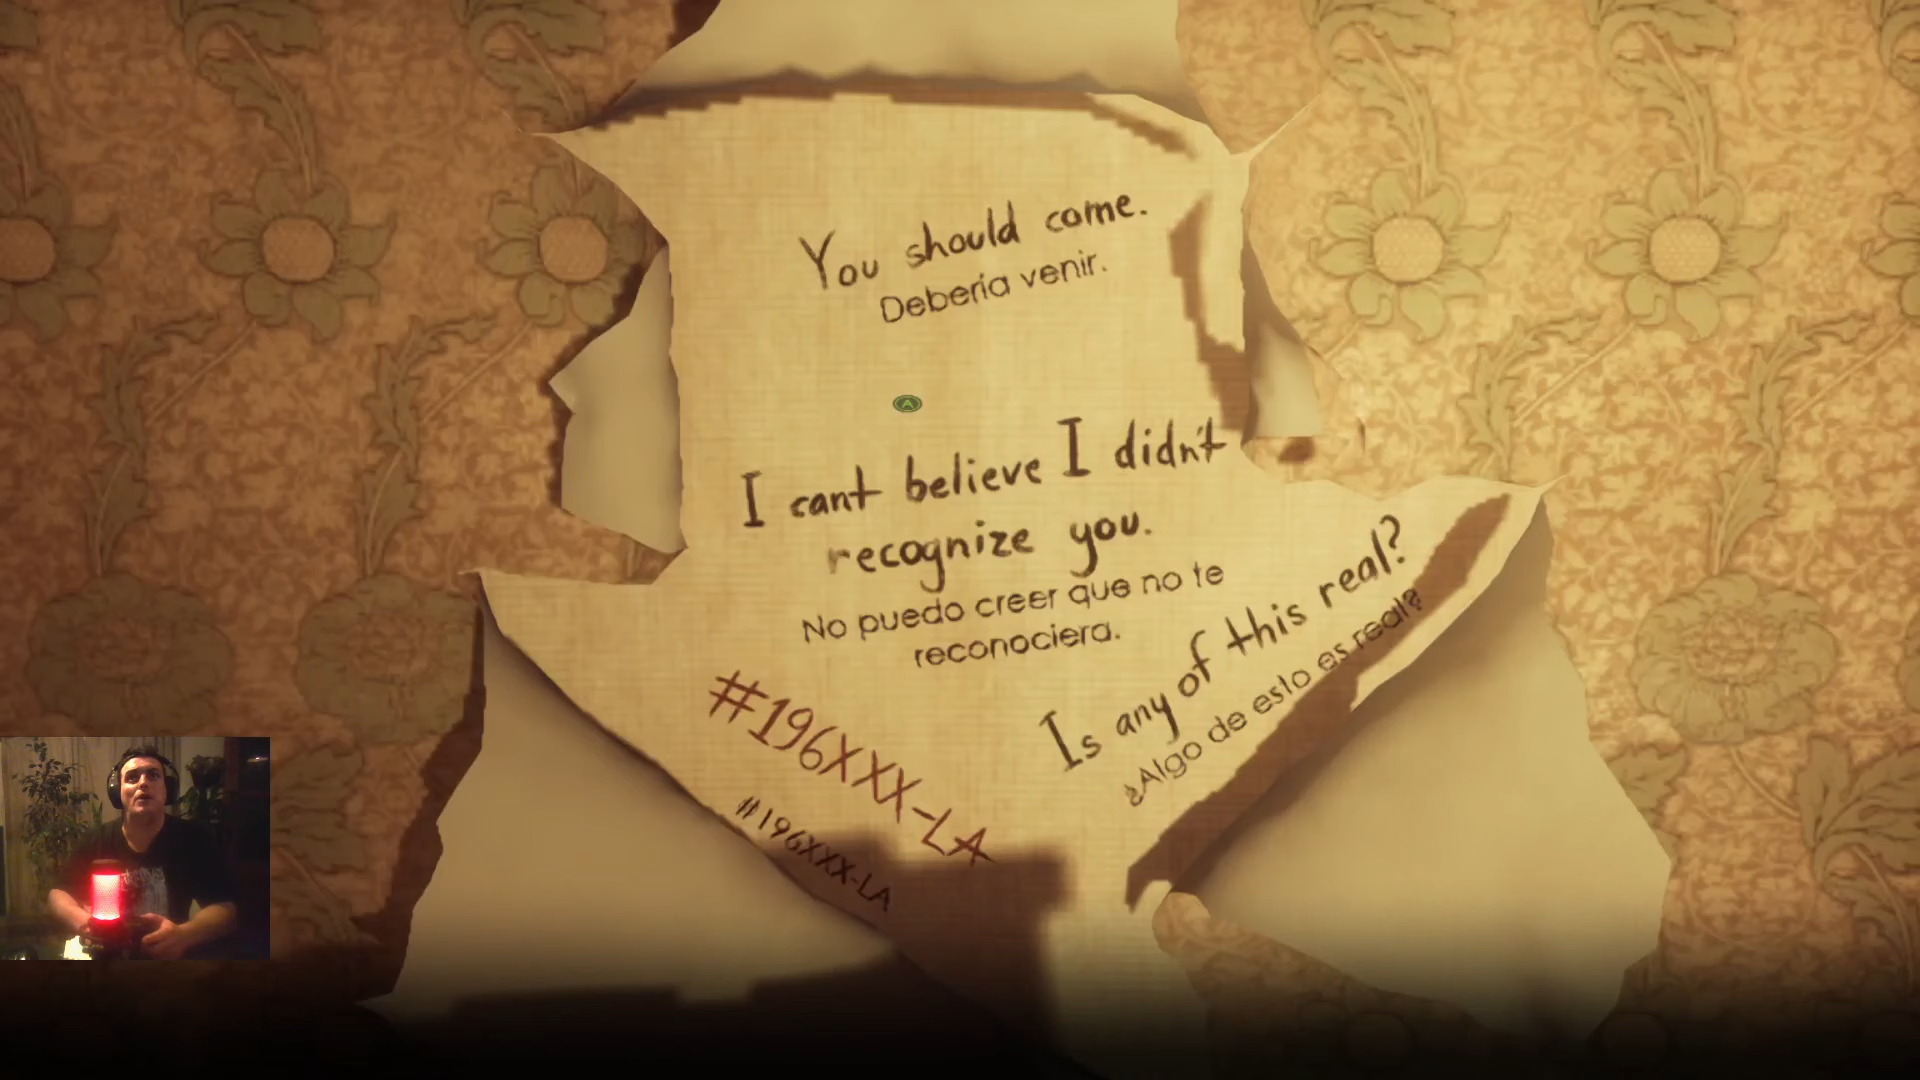 You should come.
Debería venir.
A
I cant believe I didn't
recognize you.
No puedo creer que no te
reconociera.
Is any of this real?
¿Algo de esto es real?
#196XXX-LA
#196XXX-LA